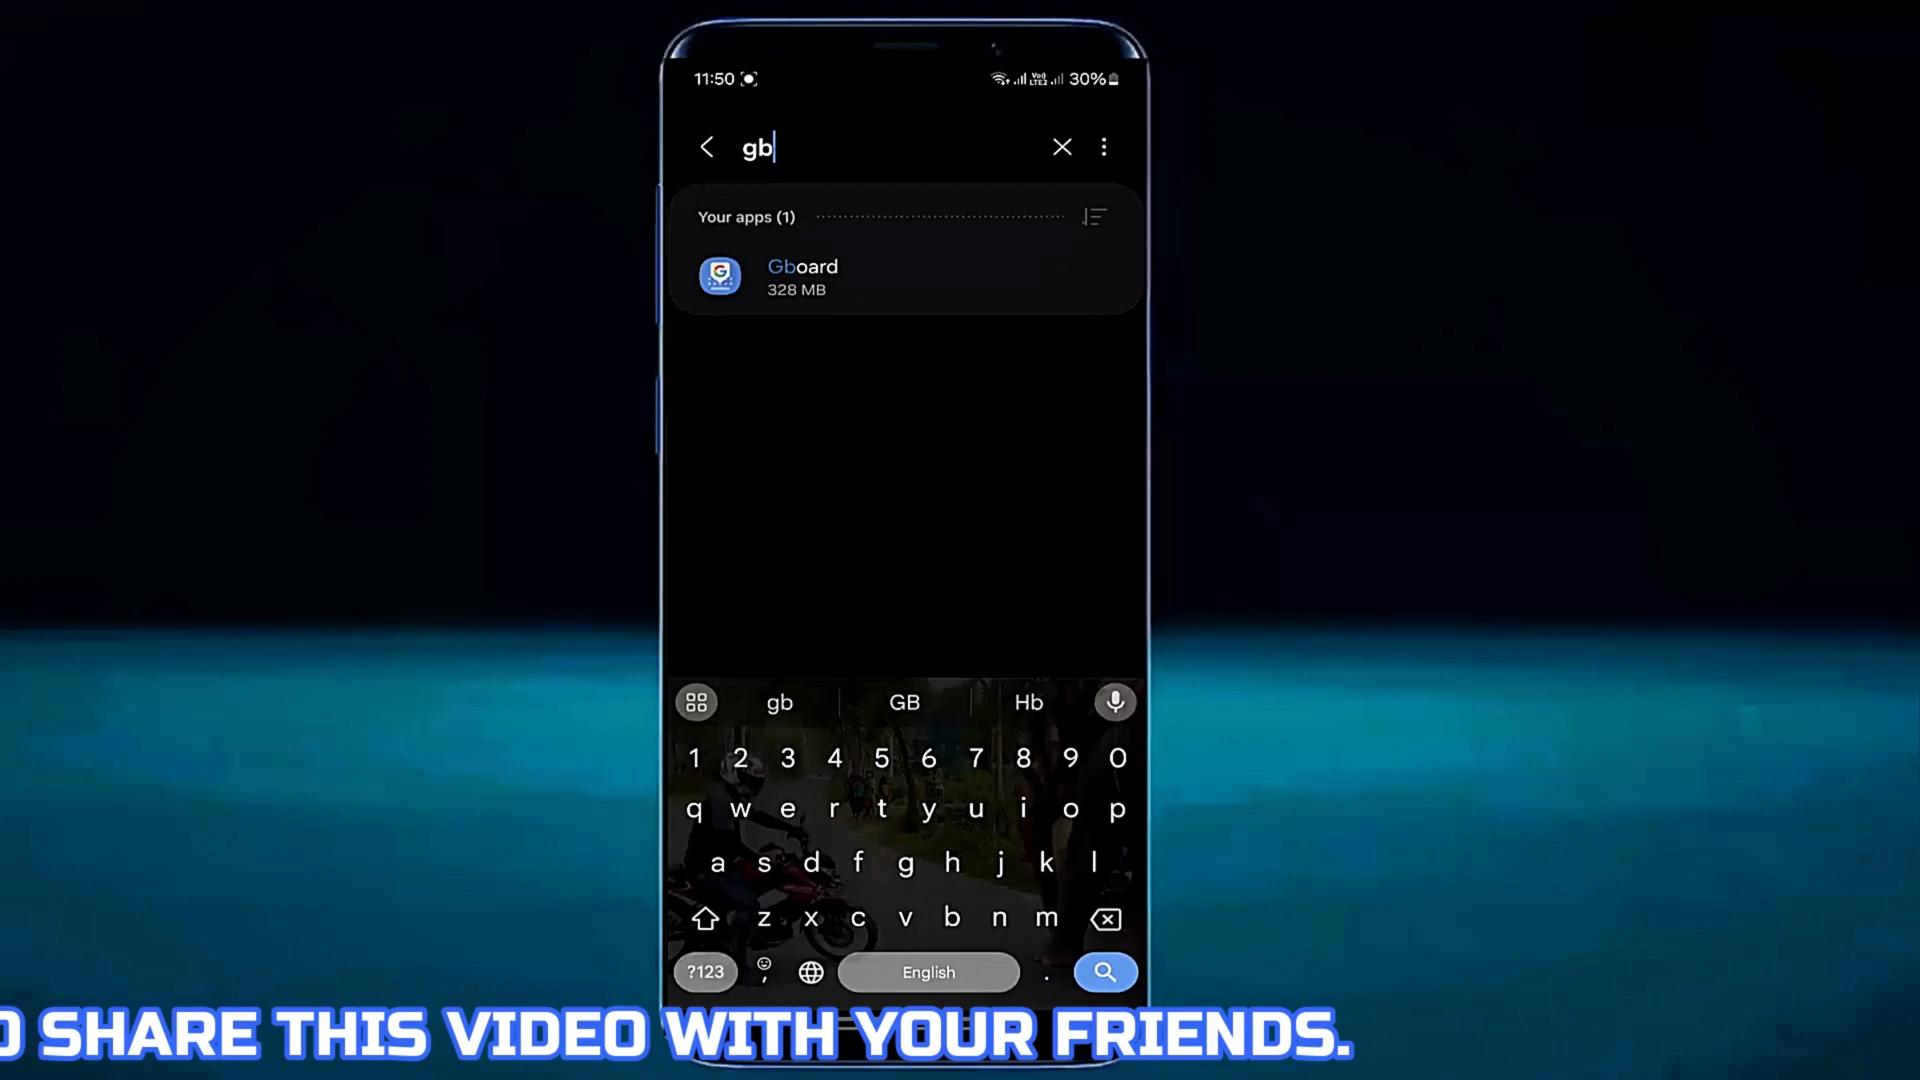 11:50 30%
gb
Your apps (1)
Gboard
328 MB
gb GB Hb
1 2 3 4 5 6 7 8 9 0
q w e r t y u i o p
a s d f g h j k l
z x c v b n m
?123 , English .
SHARE THIS VIDEO WITH YOUR FRIENDS.